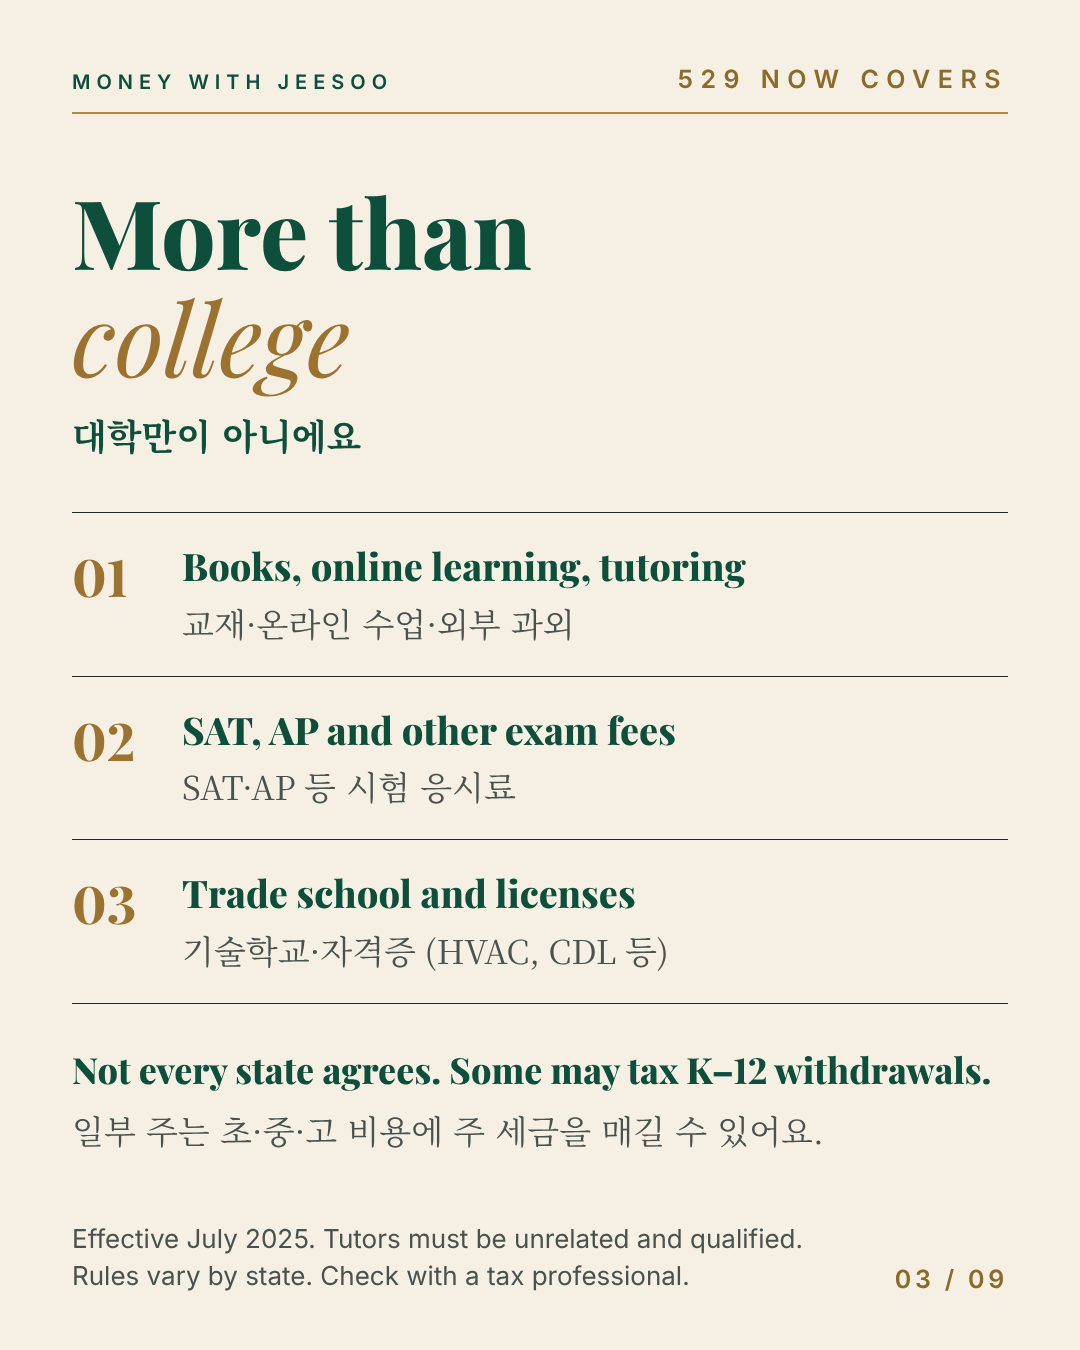 MONEY WITH JEESOO
529 NOW COVERS
More than
college
대학만이 아니에요
01
Books, online learning, tutoring
교재·온라인 수업·외부 과외
02
SAT, AP and other exam fees
SAT·AP 등 시험 응시료
03
Trade school and licenses
기술학교·자격증 (HVAC, CDL 등)
Not every state agrees. Some may tax K–12 withdrawals.
일부 주는 초·중·고 비용에 주 세금을 매길 수 있어요.
Effective July 2025. Tutors must be unrelated and qualified.
Rules vary by state. Check with a tax professional.
03 / 09